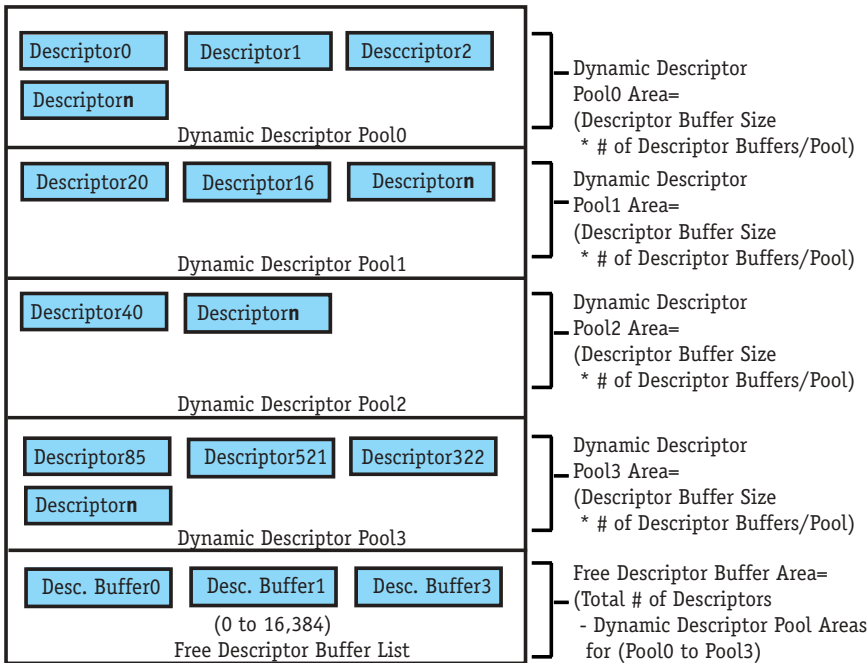 Descriptor0 Descriptor1 Desccriptor2
Descriptorn
Dynamic Descriptor Pool0
Dynamic Descriptor
Pool0 Area=
(Descriptor Buffer Size
* # of Descriptor Buffers/Pool)
Descriptor20 Descriptor16 Descriptorn
Dynamic Descriptor Pool1
Dynamic Descriptor
Pool1 Area=
(Descriptor Buffer Size
* # of Descriptor Buffers/Pool)
Descriptor40 Descriptorn
Dynamic Descriptor Pool2
Dynamic Descriptor
Pool2 Area=
(Descriptor Buffer Size
* # of Descriptor Buffers/Pool)
Descriptor85 Descriptor521 Descriptor322
Descriptorn
Dynamic Descriptor Pool3
Dynamic Descriptor
Pool3 Area=
(Descriptor Buffer Size
* # of Descriptor Buffers/Pool)
Desc. Buffer0 Desc. Buffer1 Desc. Buffer3
(0 to 16,384)
Free Descriptor Buffer List
Free Descriptor Buffer Area=
(Total # of Descriptors
- Dynamic Descriptor Pool Areas
for (Pool0 to Pool3)